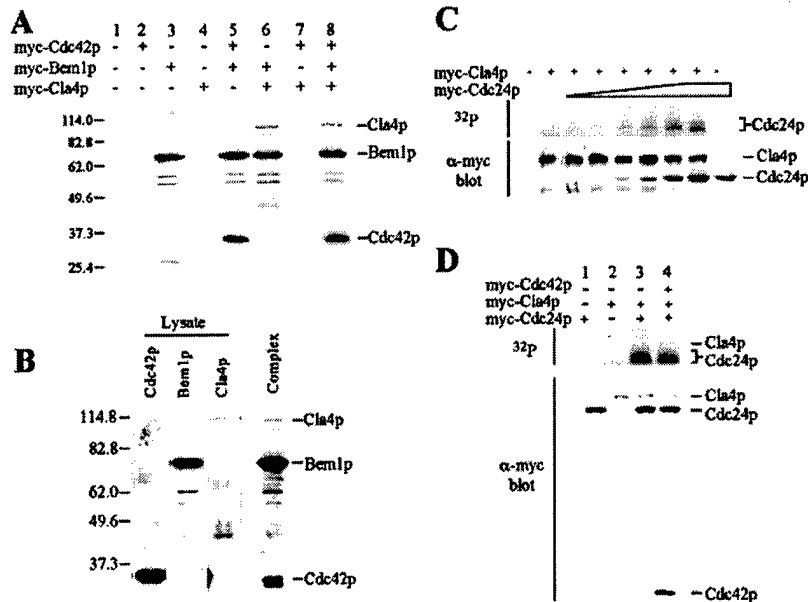 A
1 2 3 4 5 6 7 8
myc-Cdc42p - + - - + - + +
myc-Bem1p - - + - + + - +
myc-Cla4p - - - + - + + +
114.0
82.8
62.0
49.6
37.3
25.4
Cla4p
Bem1p
Cdc42p
B
Lysate
Cdc42p Bem1p Cla4p Complex
114.8
82.8
62.0
49.6
37.3
Cla4p
Bem1p
Cdc42p
C
myc-Cla4p - + + + + + + -
myc-Cdc24p
32p
Cdc24p
α-myc
blot
Cla4p
Cdc24p
D
1 2 3 4
myc-Cdc42p - - - +
myc-Cla4p - + + +
myc-Cdc24p + - + +
32p
Cla4p
Cdc24p
α-myc
blot
Cla4p
Cdc24p
Cdc42p